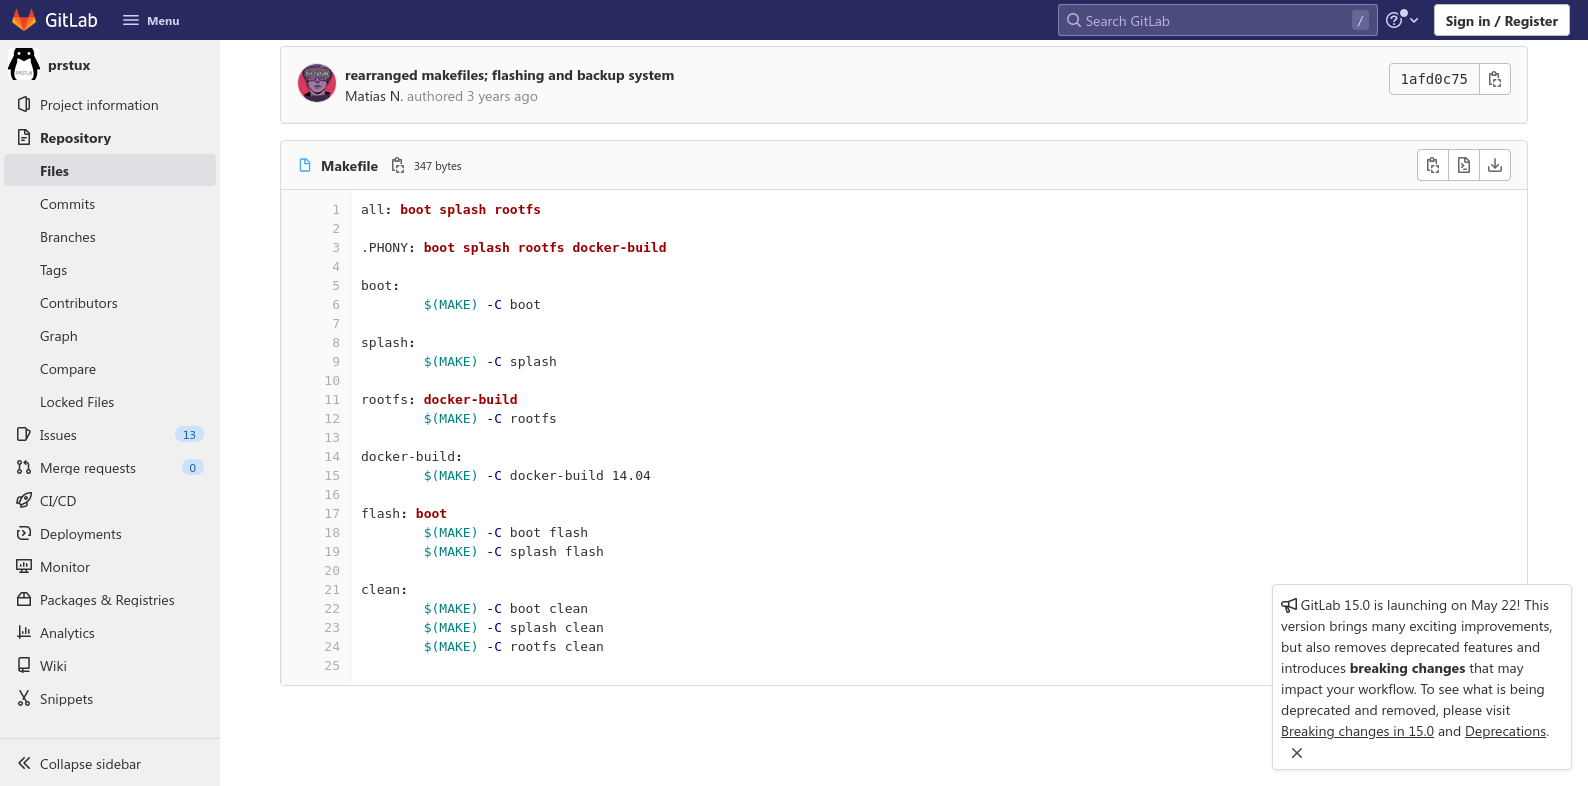 GitLab
Menu
Search GitLab
/
Sign in / Register
PRSTUX
prstux
Project information
Repository
Files
Commits
Branches
Tags
Contributors
Graph
Compare
Locked Files
Issues 13
Merge requests 0
CI/CD
Deployments
Monitor
Packages & Registries
Analytics
Wiki
Snippets
Collapse sidebar
rearranged makefiles; flashing and backup system
Matias N. authored 3 years ago
1afd0c75
Makefile 347 bytes
1 all: boot splash rootfs
2
3 .PHONY: boot splash rootfs docker-build
4
5 boot:
6 $(MAKE) -C boot
7
8 splash:
9 $(MAKE) -C splash
10
11 rootfs: docker-build
12 $(MAKE) -C rootfs
13
14 docker-build:
15 $(MAKE) -C docker-build 14.04
16
17 flash: boot
18 $(MAKE) -C boot flash
19 $(MAKE) -C splash flash
20
21 clean:
22 $(MAKE) -C boot clean
23 $(MAKE) -C splash clean
24 $(MAKE) -C rootfs clean
25
GitLab 15.0 is launching on May 22! This
version brings many exciting improvements,
but also removes deprecated features and
introduces breaking changes that may
impact your workflow. To see what is being
deprecated and removed, please visit
Breaking changes in 15.0 and Deprecations.